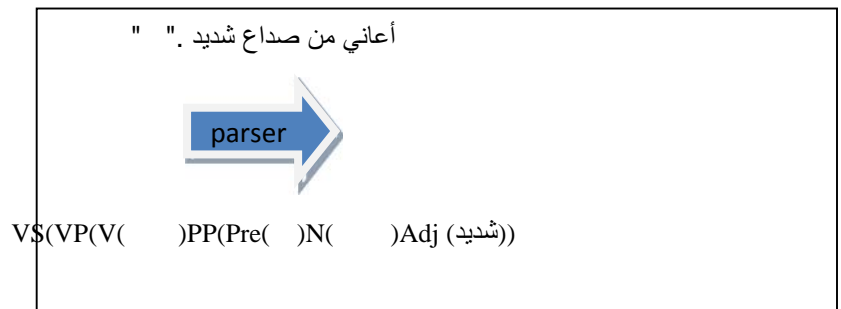 "أعاني من صداع شديد ." "
parser
VS(VP(V( )PP(Pre( )N( )Adj (شديد))